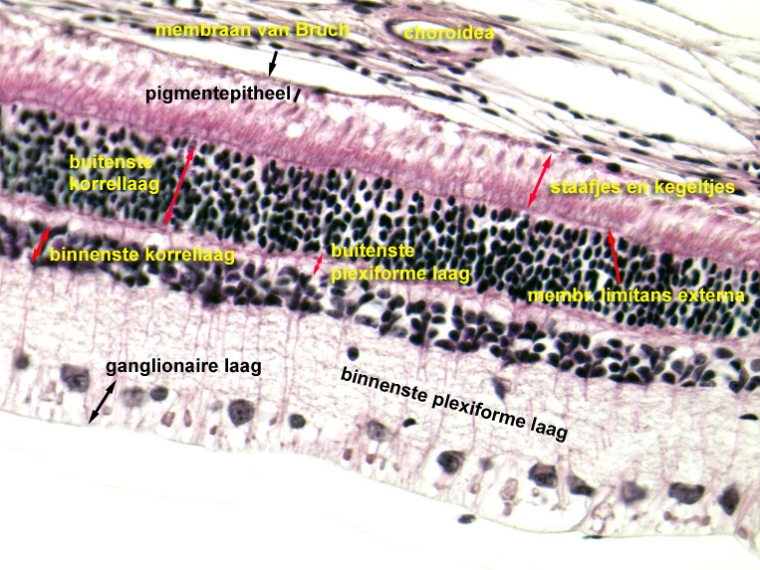 membraan van Bruch
choroidea
pigmentepitheel
buitenste
korrellaag
staafjes en kegeltjes
binnenste korrellaag
buitenste
plexiforme laag
membr. limitans externa
ganglionaire laag
binnenste plexiforme laag